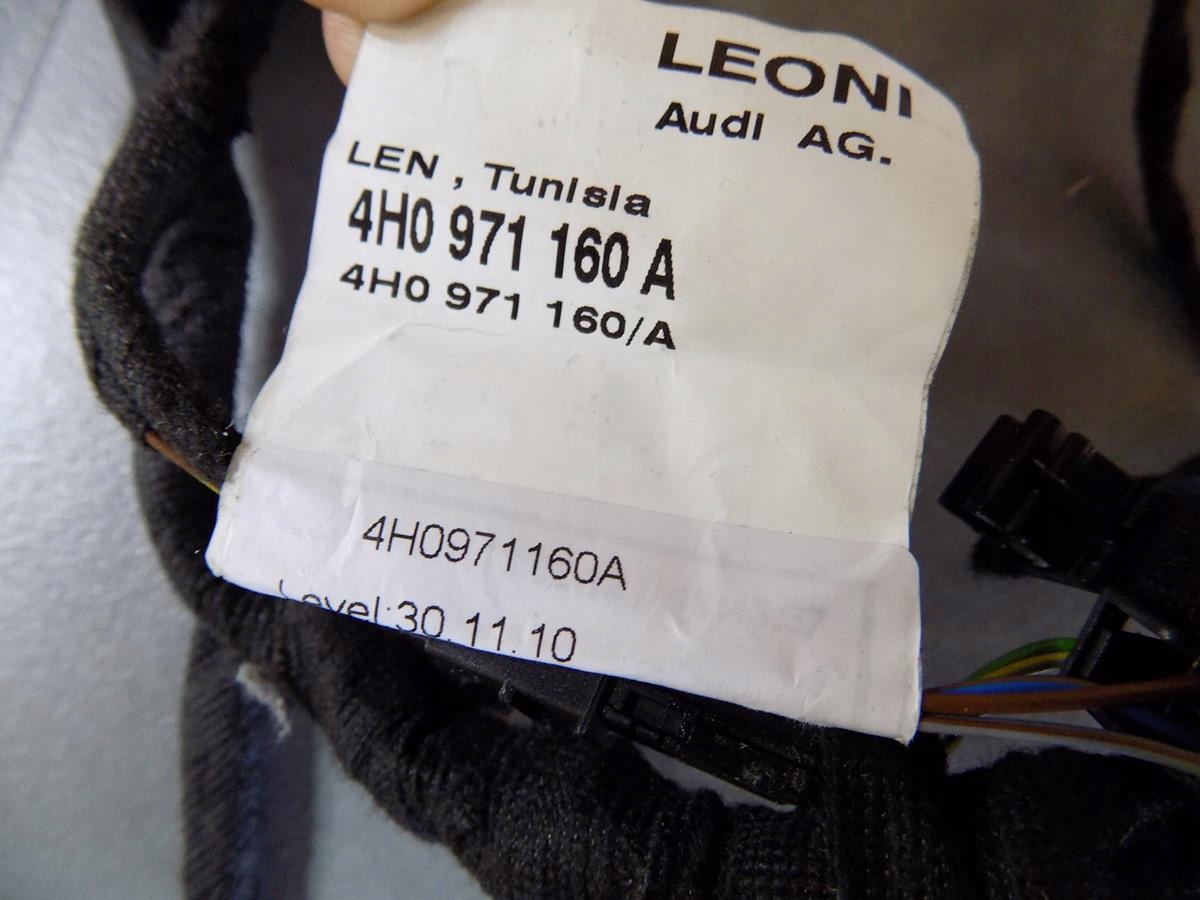 LEONI
Audi AG.
LEN , Tunisia
4H0 971 160 A
4H0 971 160/A
4H0971160A
Level:30.11.10